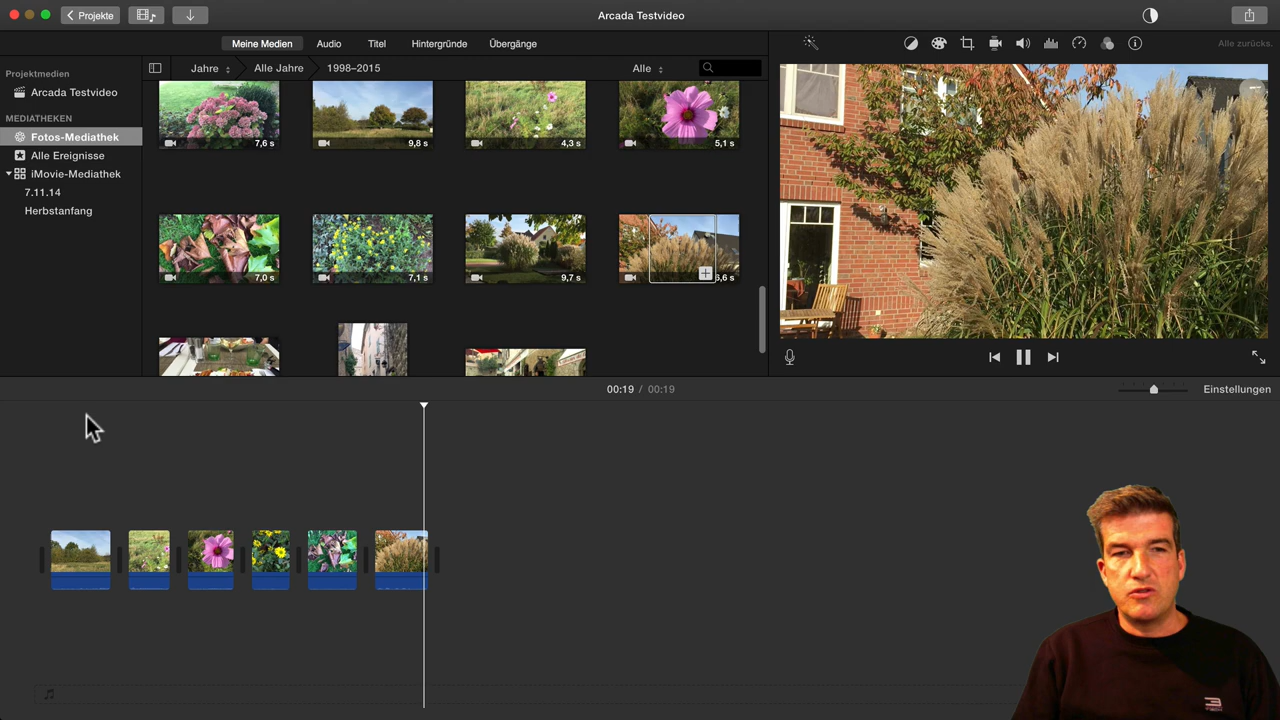 Projekte
Arcada Testvideo
Meine Medien Audio Titel Hintergründe Übergänge
Alle zurücks.
Projektmedien
Arcada Testvideo
MEDIATHEKEN
Fotos-Mediathek
Alle Ereignisse
iMovie-Mediathek
7.11.14
Herbstanfang
Jahre Alle Jahre 1998–2015 Alle
7,6 s 9,8 s 4,3 s 5,1 s
7,0 s 7,1 s 9,7 s 5,6 s
00:19 / 00:19
Einstellungen